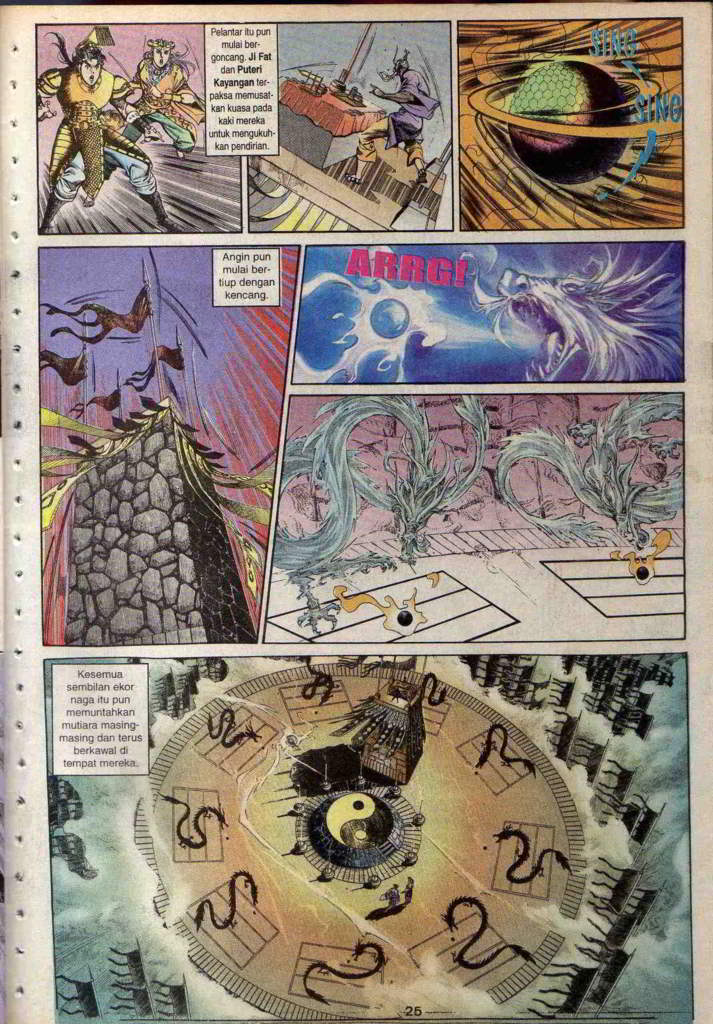 Pelantar itu pun
mulai ber-
goncang. Ji Fat
dan Puteri
Kayangan ter-
paksa memusat-
kan kuasa pada
kaki mereka
untuk mengukuh-
kan pendirian.
SING
SING
Angin pun
mulai ber-
tiup dengan
kencang.
ARRG!
Kesemua
sembilan ekor
naga itu pun
memuntahkan
mutiara masing-
masing dan terus
berkawal di
tempat mereka.
25